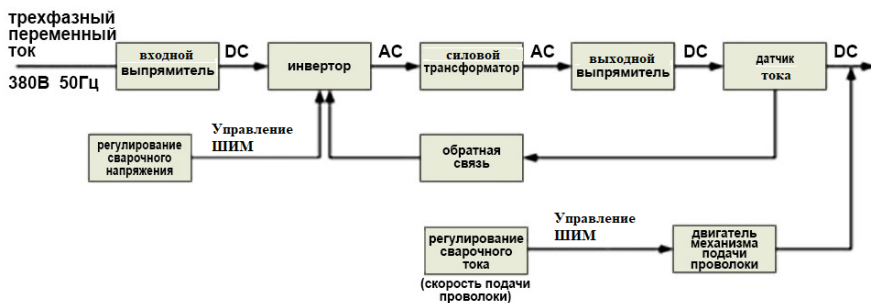 трехфазный
переменный
ток
380В 50Гц
входной
выпрямитель
DC
инвертор
AC
силовой
трансформатор
AC
выходной
выпрямитель
DC
датчик
тока
DC
регулирование
сварочного
напряжения
Управление
ШИМ
обратная
связь
регулирование
сварочного
тока
(скорость подачи
проволоки)
Управление
ШИМ
двигатель
механизма
подачи
проволоки